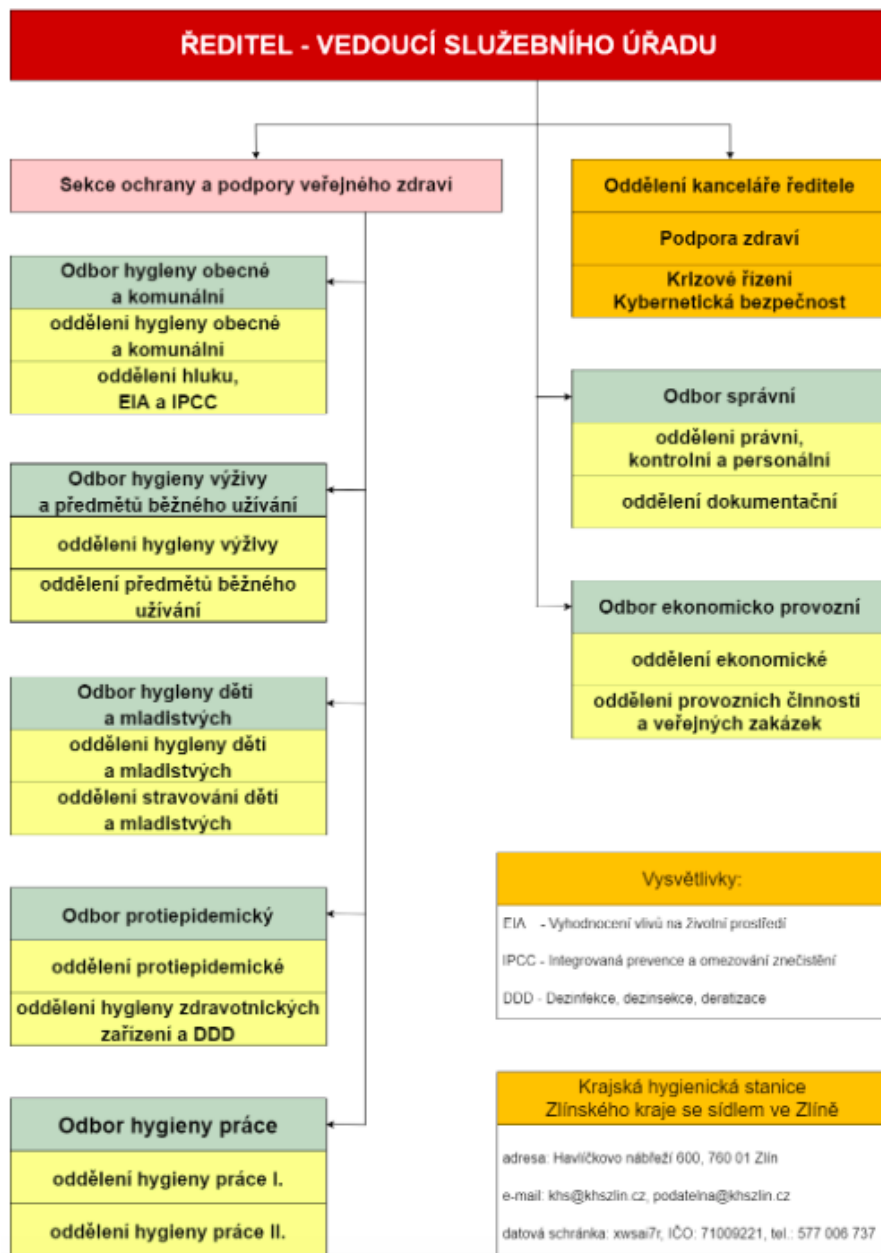 ŘEDITEL - VEDOUCÍ SLUŽEBNÍHO ÚŘADU
Sekce ochrany a podpory veřejného zdraví
Odbor hygieny obecné
a komunální
oddělení hygieny obecné
a komunální
oddělení hluku,
EIA a IPCC
Odbor hygieny výživy
a předmětů běžného užívání
oddělení hygieny výživy
oddělení předmětů běžného
užívání
Odbor hygieny dětí
a mladistvých
oddělení hygieny dětí
a mladistvých
oddělení stravování dětí
a mladistvých
Odbor protiepidemický
oddělení protiepidemické
oddělení hygieny zdravotnických
zařízení a DDD
Odbor hygieny práce
oddělení hygieny práce I.
oddělení hygieny práce II.
Oddělení kanceláře ředitele
Podpora zdraví
Krizové řízení
Kybernetická bezpečnost
Odbor správní
oddělení právní,
kontrolní a personální
oddělení dokumentační
Odbor ekonomicko provozní
oddělení ekonomické
oddělení provozních činností
a veřejných zakázek
Vysvětlivky:
EIA - Vyhodnocení vlivů na životní prostředí
IPCC - Integrovaná prevence a omezování znečistění
DDD - Dezinfekce, dezinsekce, deratizace
Krajská hygienická stanice
Zlínského kraje se sídlem ve Zlíně
adresa: Havlíčkovo nábřeží 600, 760 01 Zlín
e-mail: khs@khszlin.cz, podatelna@khszlin.cz
datová schránka: xwsai7r, IČO: 71009221, tel.: 577 006 737